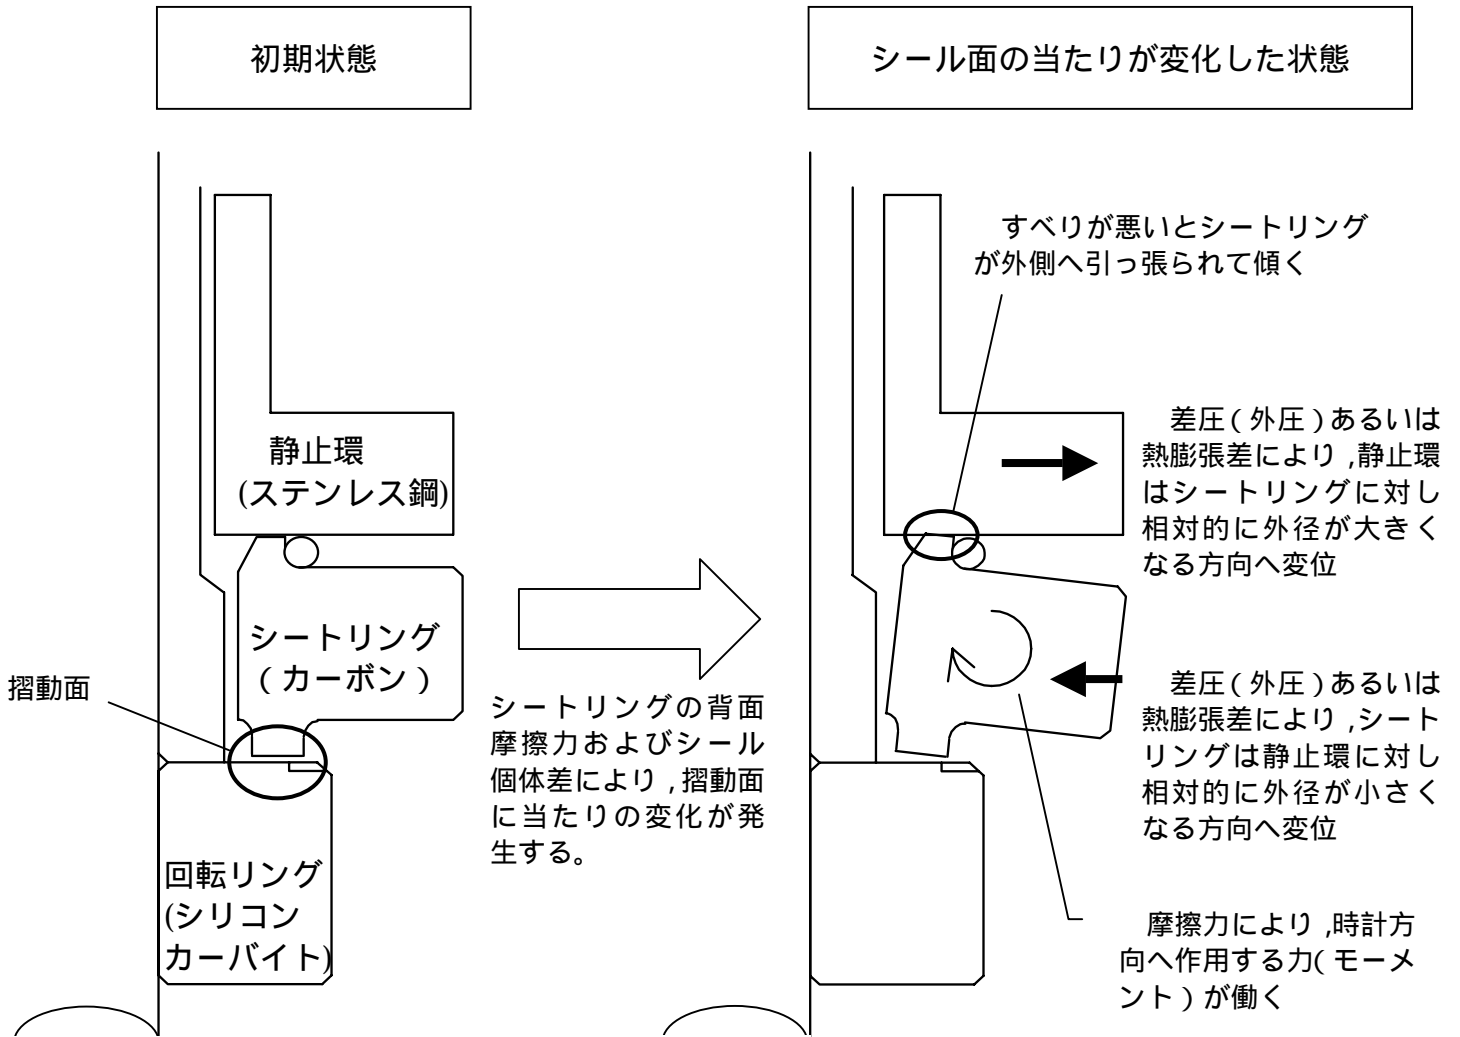 初期状態
シール面の当たりが変化した状態
静止環
(ステンレス鋼)
シートリング
(カーボン)
摺動面
回転リング
(シリコン
カーバイト)
シートリングの背面
摩擦力およびシール
個体差により,摺動面
に当たりの変化が発
生する。
すべりが悪いとシートリング
が外側へ引っ張られて傾く
差圧(外圧)あるいは
熱膨張差により,静止環
はシートリングに対し
相対的に外径が大きく
なる方向へ変位
差圧(外圧)あるいは
熱膨張差により,シート
リングは静止環に対し
相対的に外径が小さく
なる方向へ変位
摩擦力により,時計方
向へ作用する力(モーメ
ント)が働く